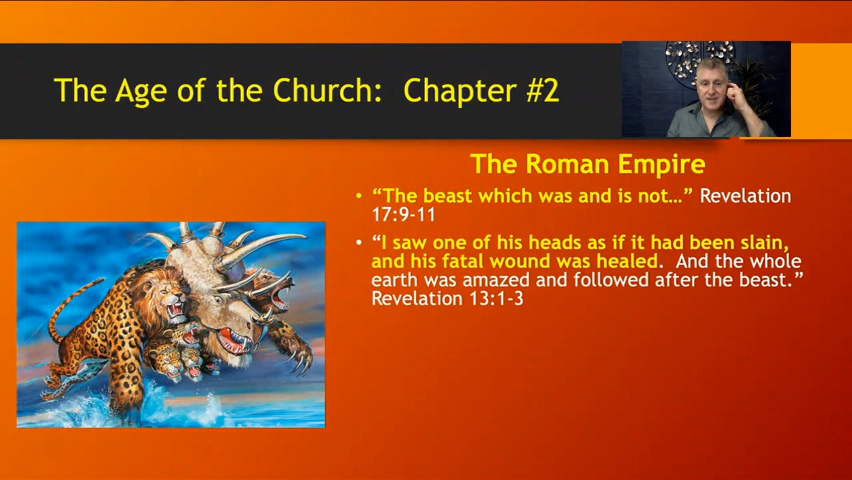 The Age of the Church: Chapter #2
The Roman Empire
• “The beast which was and is not…” Revelation
17:9-11
• “I saw one of his heads as if it had been slain,
and his fatal wound was healed. And the whole
earth was amazed and followed after the beast.”
Revelation 13:1-3